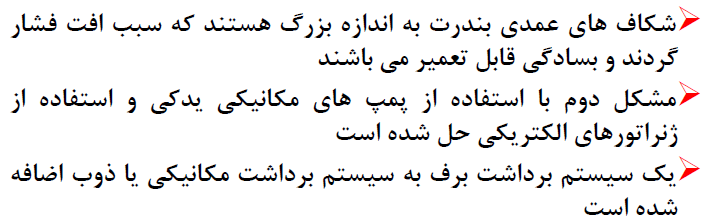 شکاف های عمدی بندرت به اندازه بزرگ هستند که سبب افت فشار
گردند و بسادگی قابل تعمیر می باشند
مشکل دوم با استفاده از پمپ های مکانیکی یدکی و استفاده از
ژنراتورهای الکتریکی حل شده است
یک سیستم برداشت برف به سیستم برداشت مکانیکی یا ذوب اضافه
شده است